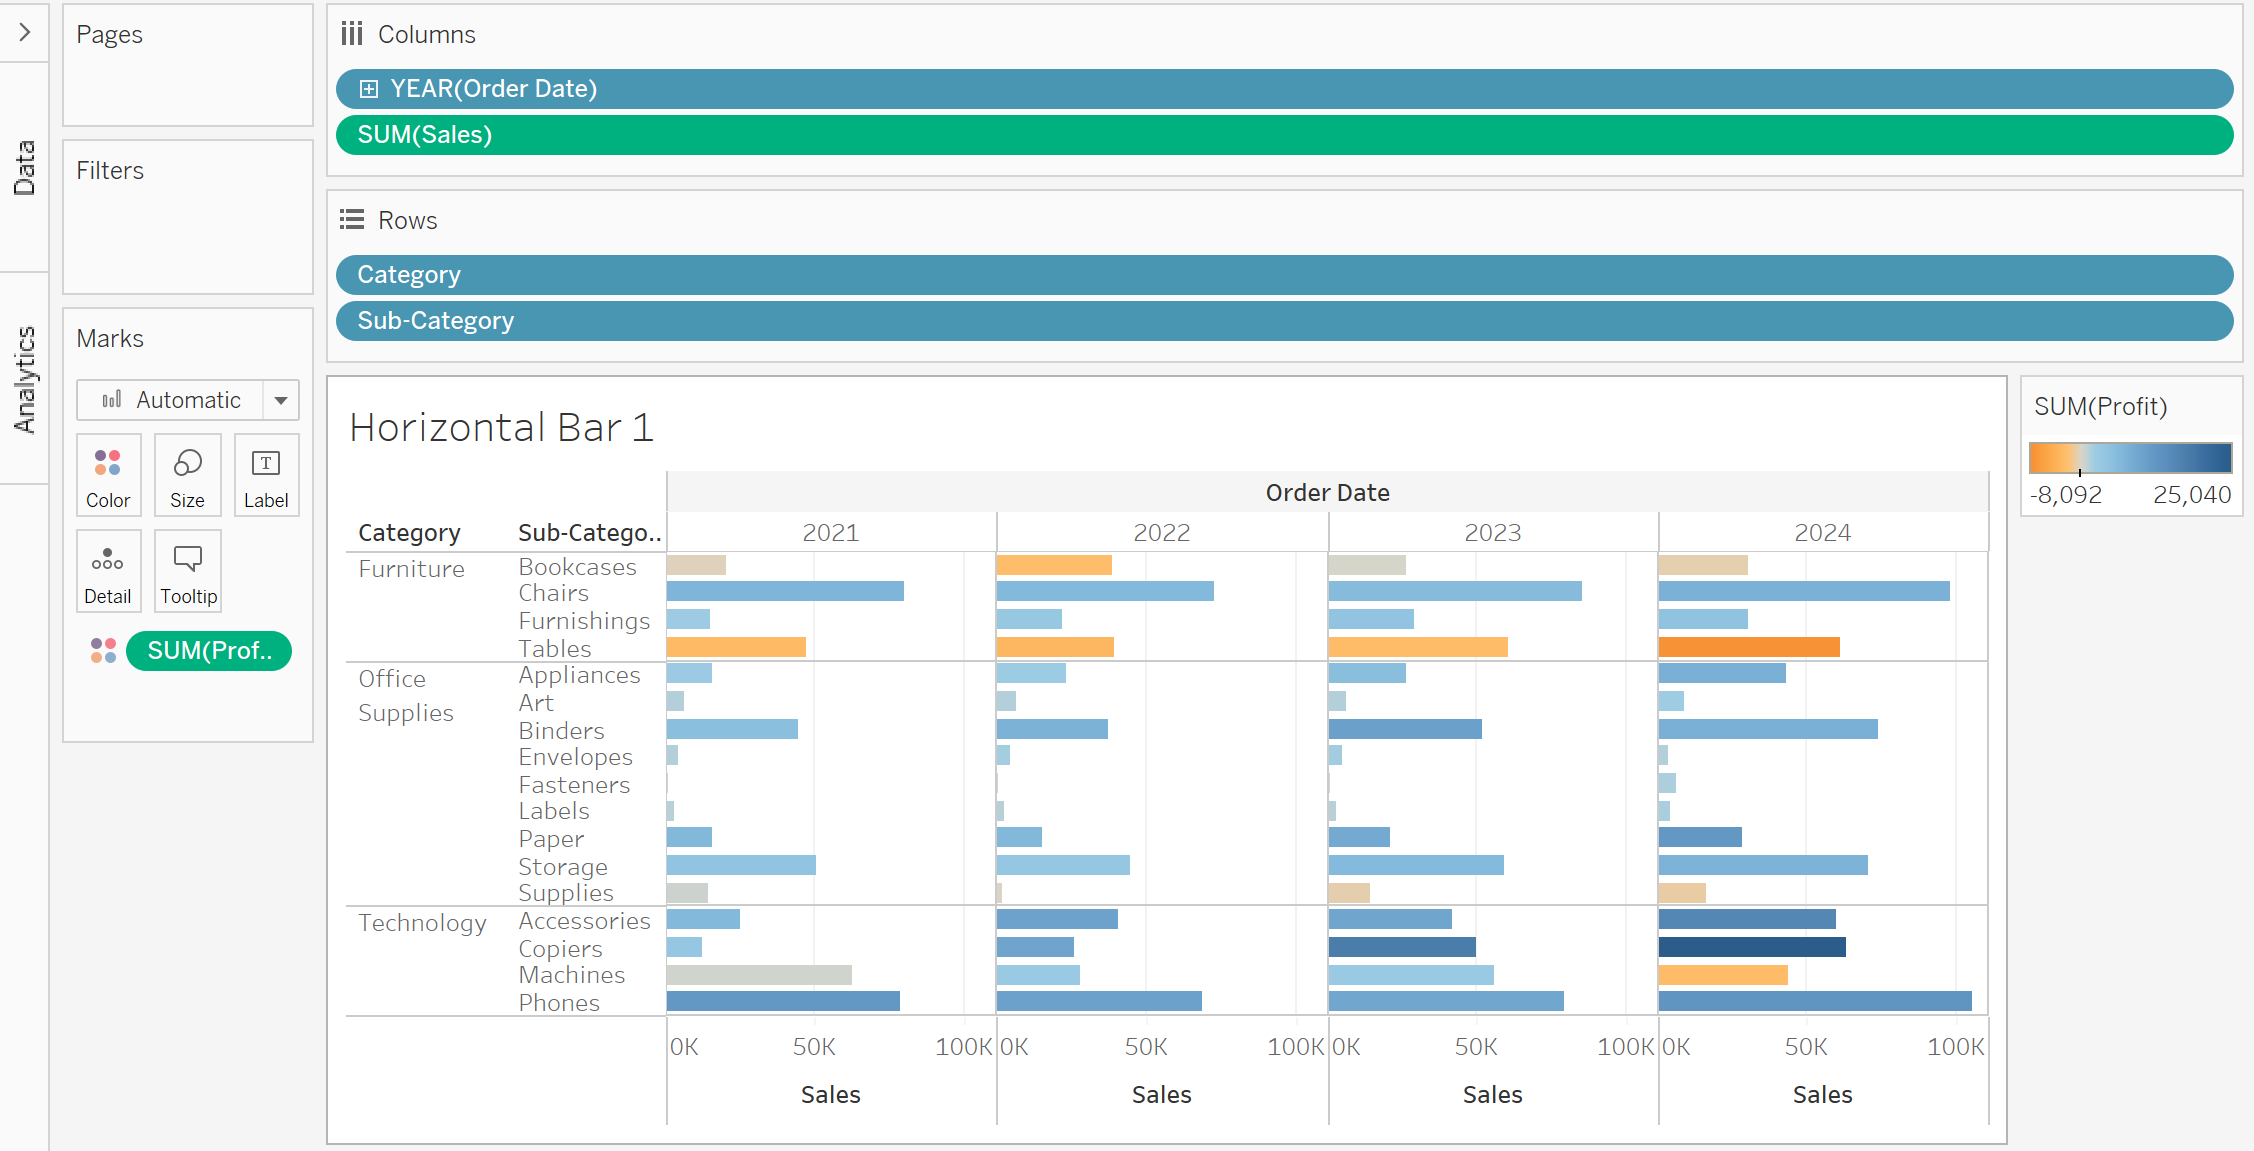 Pages
Columns
YEAR(Order Date)
SUM(Sales)
Data
Filters
Rows
Category
Sub-Category
Analytics
Marks
Automatic
Color Size Label
T
Detail Tooltip
SUM(Prof..
Horizontal Bar 1
SUM(Profit)
-8,092 25,040
Order Date
Category Sub-Catego.. 2021 2022 2023 2024
Furniture Bookcases
Chairs
Furnishings
Tables
Office Supplies Appliances
Art
Binders
Envelopes
Fasteners
Labels
Paper
Storage
Supplies
Technology Accessories
Copiers
Machines
Phones
0K 50K 100K 0K 50K 100K 0K 50K 100K 0K 50K 100K
Sales Sales Sales Sales